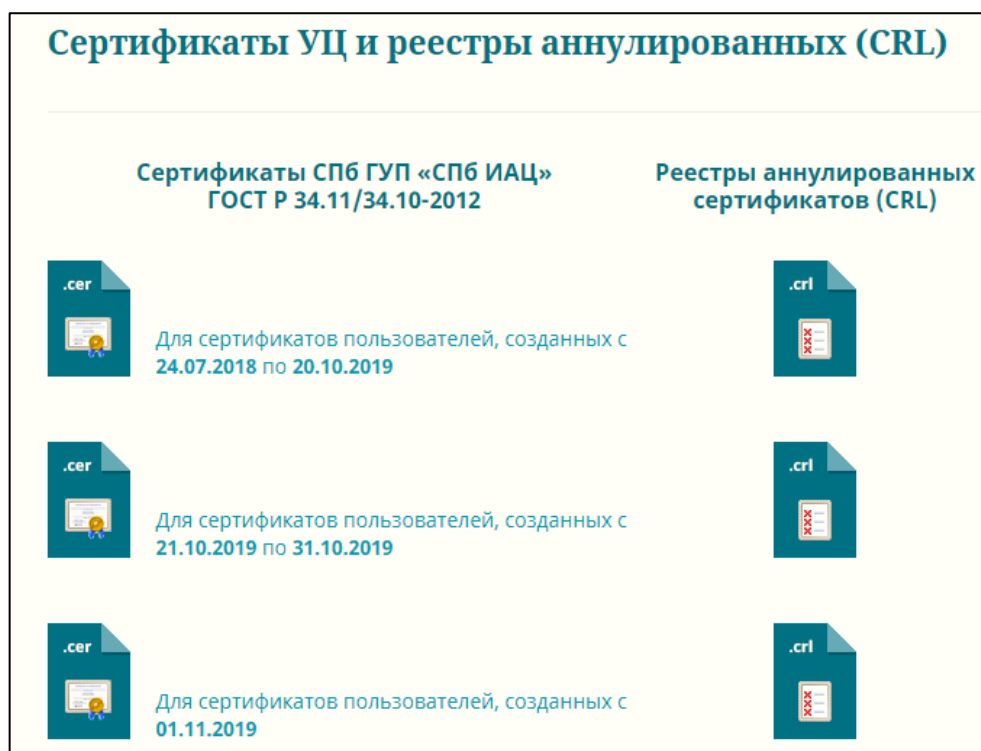 Сертификаты УЦ и реестры аннулированных (CRL)
Сертификаты СПб ГУП «СПб ИАЦ»
ГОСТ Р 34.11/34.10-2012
Реестры аннулированных
сертификатов (CRL)
.cer
Для сертификатов пользователей, созданных с
24.07.2018 по 20.10.2019
.crl
.cer
Для сертификатов пользователей, созданных с
21.10.2019 по 31.10.2019
.crl
.cer
Для сертификатов пользователей, созданных с
01.11.2019
.crl